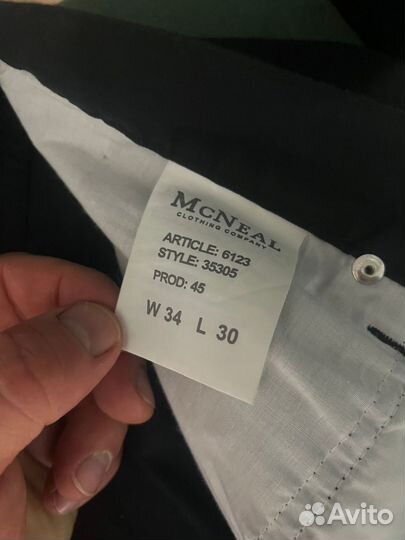 McNeal
CLOTHING COMPANY
ARTICLE: 6123
STYLE: 35305
PROD: 45
W 34 L 30
Avito